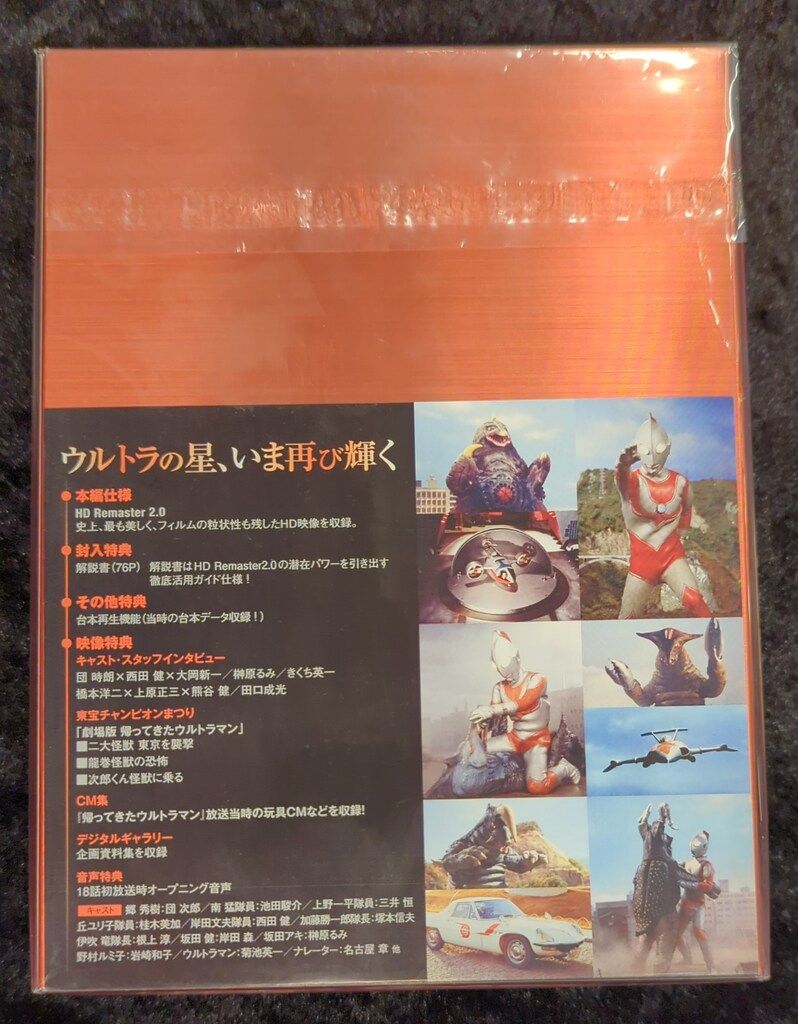 ウルトラの星、いま再び輝く
本編仕様
HD Remaster 2.0
史上、最も美しく、フィルムの粒状性も残したHD映像を収録。
封入特典
解説書(76P) 解説書はHD Remaster2.0の潜在パワーを引き出す
徹底活用ガイド仕様！
その他特典
台本再生機能(当時の台本データ収録！)
映像特典
キャスト・スタッフインタビュー
団 時朗×西田 健×大岡新一／榊原るみ／きくち英一
橋本洋二×上原正三×熊谷 健／田口成光
東宝チャンピオンまつり
「劇場版 帰ってきたウルトラマン」
■二大怪獣 東京を襲撃
■竜巻怪獣の恐怖
■次郎くん怪獣に乗る
CM集
『帰ってきたウルトラマン』放送当時の玩具CMなどを収録!
デジタルギャラリー
企画資料集を収録
音声特典
18話初放送時オープニング音声
キャスト 郷 秀樹：団 次郎／南 猛隊員：池田駿介／上野一平隊員：三井 恒
丘ユリ子隊員：桂木美加／岸田文夫隊員：西田 健／加藤勝一郎隊長：塚本信夫
伊吹 竜隊長：根上 淳／坂田 健：岸田 森／坂田アキ：榊原るみ
野村ルミ子：岩崎和子／ウルトラマン：菊池英一／ナレーター：名古屋 章 他